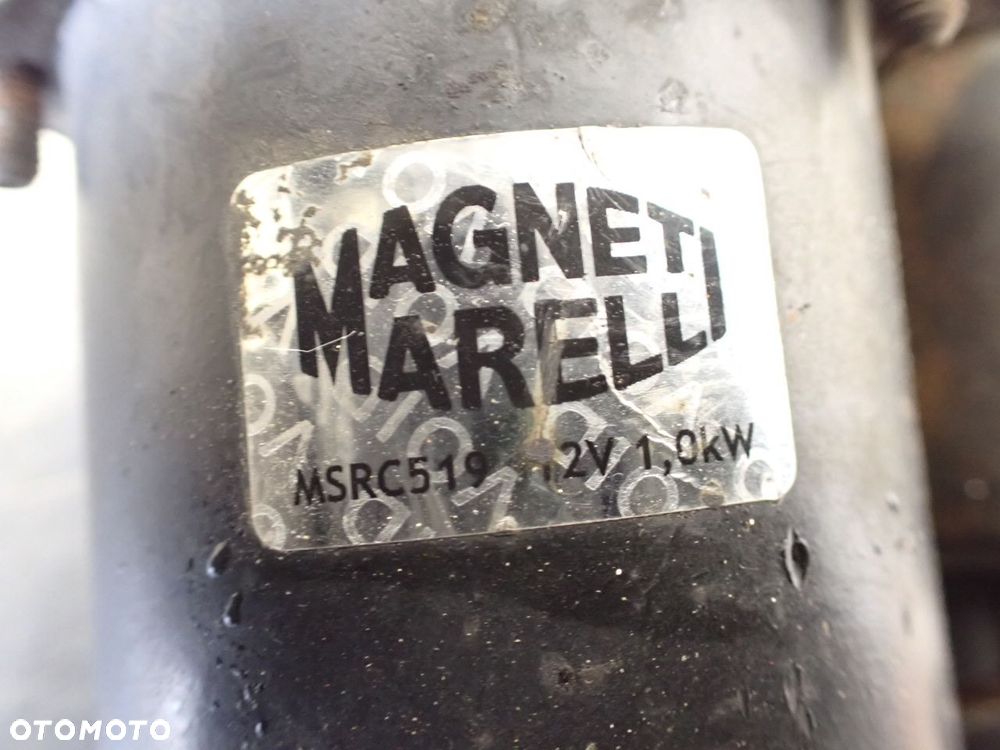 MAGNETI
MARELLI
MSRC519 12V 1,0kW
OTOMOTO